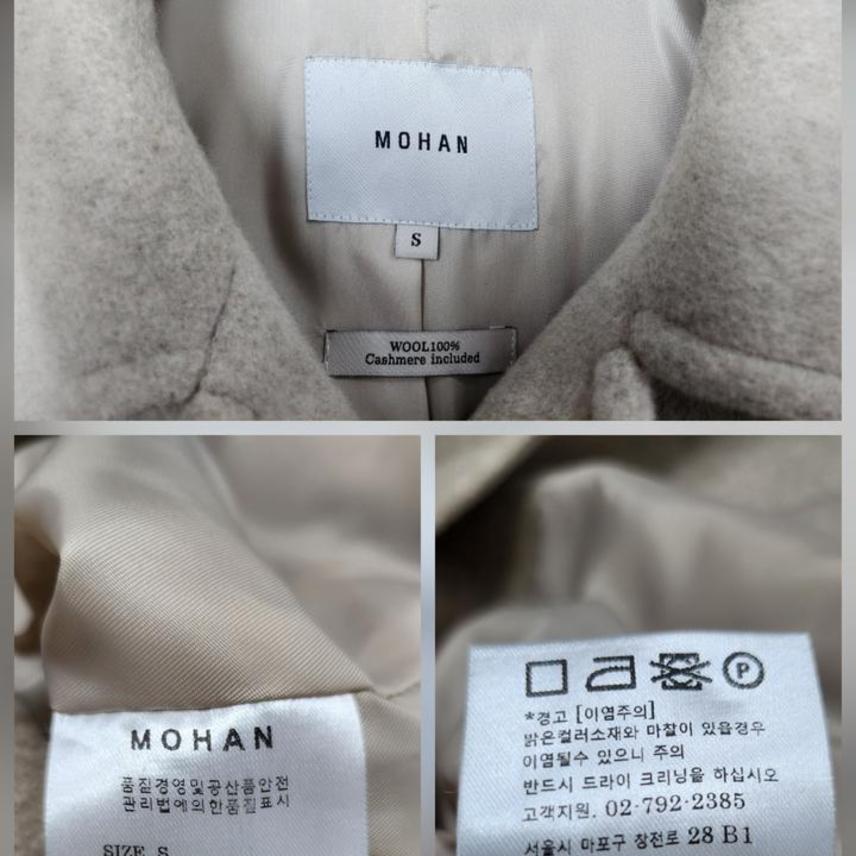 MOHAN
S
WOOL100%
Cashmere included
MOHAN
품질경영및공산품안전
관리법에의한품질표시
SIZE S
P
*경고 [이염주의]
밝은컬러소재와 마찰이 있을경우
이염될수 있으니 주의
반드시 드라이 크리닝을 하십시오
고객지원. 02-792-2385
서울시 마포구 창전로 28 B1